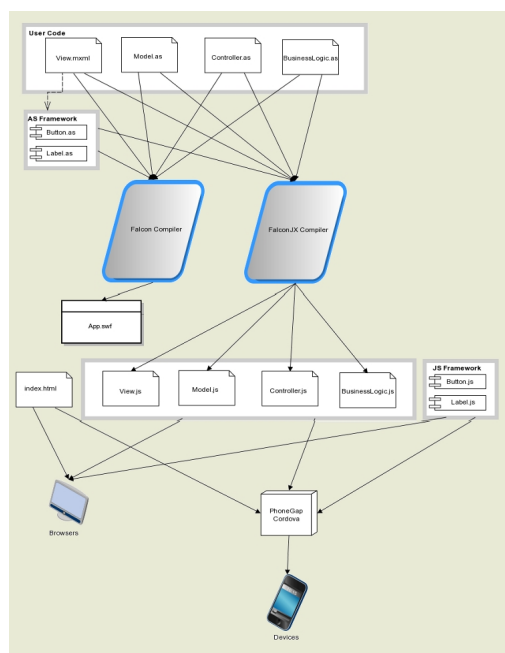 User Code
View.mxml
Model.as
Controller.as
BusinessLogic.as
AS Framework
Button.as
Label.as
Falcon Compiler
FalconJX Compiler
App.swf
index.html
View.js
Model.js
Controller.js
BusinessLogic.js
JS Framework
Button.js
Label.js
Browsers
PhoneGap
Cordova
Devices